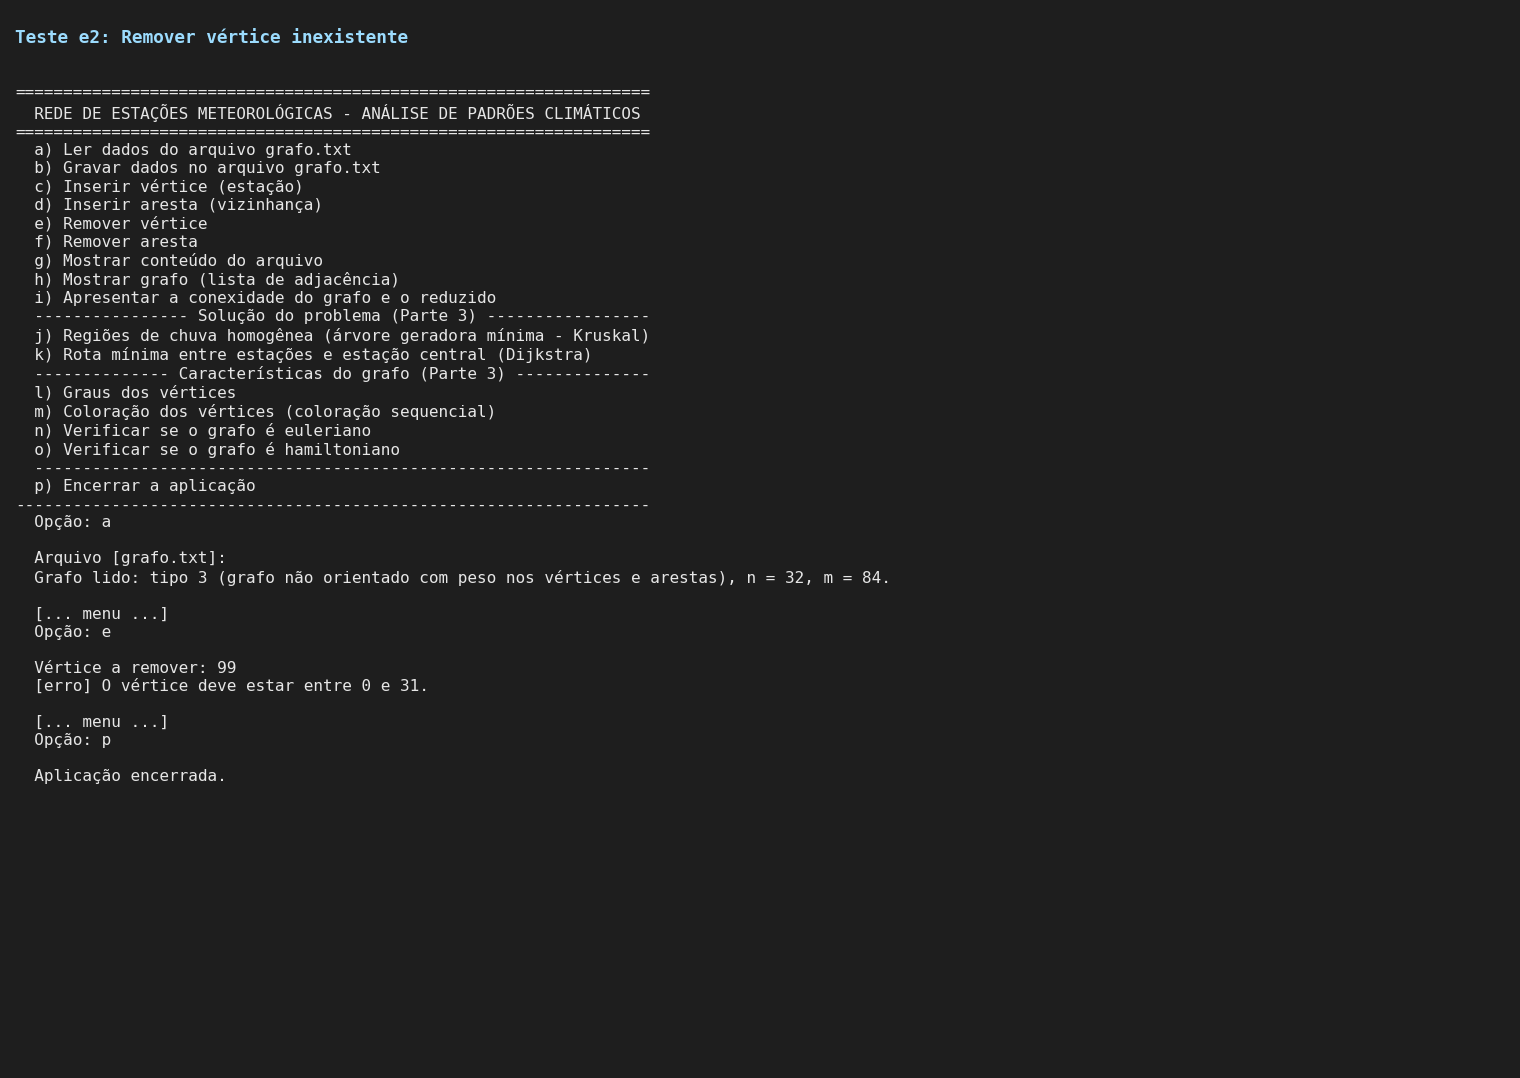 Teste e2: Remover vértice inexistente
==================================================================
  REDE DE ESTAÇÕES METEOROLÓGICAS - ANÁLISE DE PADRÕES CLIMÁTICOS
==================================================================
  a) Ler dados do arquivo grafo.txt
  b) Gravar dados no arquivo grafo.txt
  c) Inserir vértice (estação)
  d) Inserir aresta (vizinhança)
  e) Remover vértice
  f) Remover aresta
  g) Mostrar conteúdo do arquivo
  h) Mostrar grafo (lista de adjacência)
  i) Apresentar a conexidade do grafo e o reduzido
  ---------------- Solução do problema (Parte 3) -----------------
  j) Regiões de chuva homogênea (árvore geradora mínima - Kruskal)
  k) Rota mínima entre estações e estação central (Dijkstra)
  -------------- Características do grafo (Parte 3) --------------
  l) Graus dos vértices
  m) Coloração dos vértices (coloração sequencial)
  n) Verificar se o grafo é euleriano
  o) Verificar se o grafo é hamiltoniano
  ----------------------------------------------------------------
  p) Encerrar a aplicação
------------------------------------------------------------------
  Opção: a
  Arquivo [grafo.txt]:
  Grafo lido: tipo 3 (grafo não orientado com peso nos vértices e arestas), n = 32, m = 84.
  [... menu ...]
  Opção: e
  Vértice a remover: 99
  [erro] O vértice deve estar entre 0 e 31.
  [... menu ...]
  Opção: p
  Aplicação encerrada.